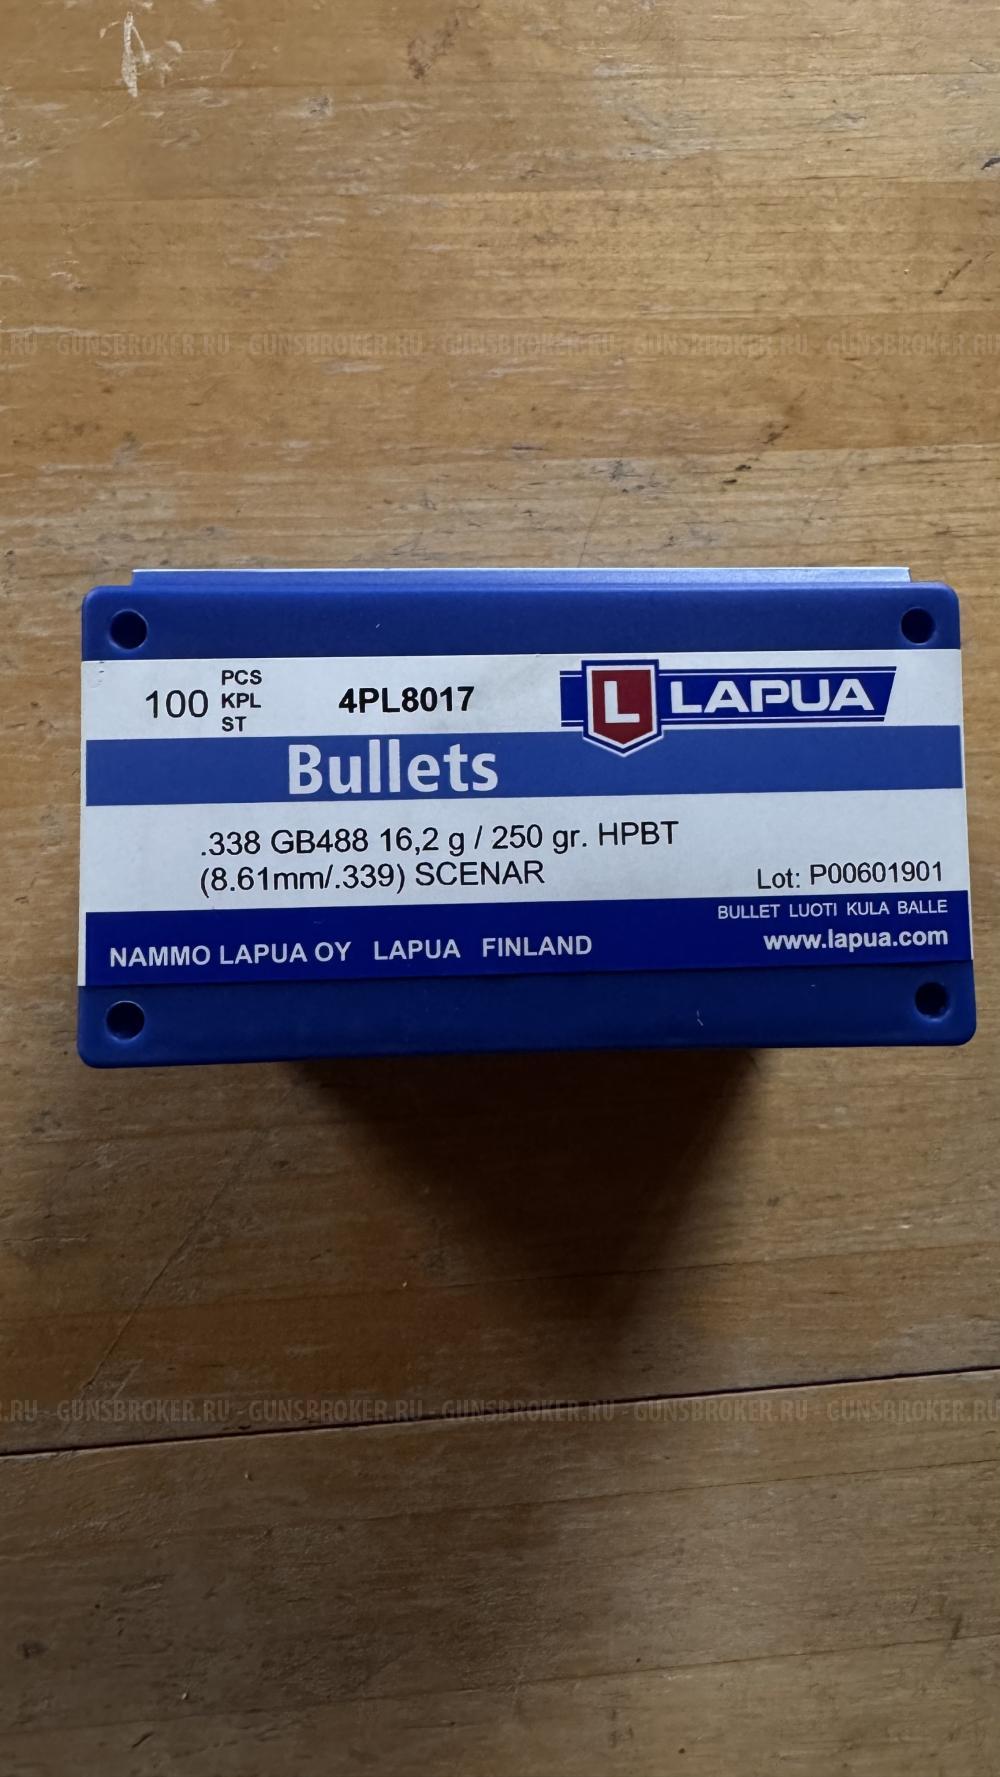 .RU - GUNSBROKER.RU - GUNSBROKER.RU - GUNSBROKER.RU - GUNSBROKER.RU - GUNSBROKER.RU
100 PCS
KPL
ST
4PL8017
L LAPUA
Bullets
.338 GB488 16,2 g / 250 gr. HPBT
(8.61mm/.339) SCENAR
Lot: P00601901
BULLET LUOTI KULA BALLE
NAMMO LAPUA OY LAPUA FINLAND
www.lapua.com
.RU - GUNSBROKER.RU - GUNSBROKER.RU - GUNSBROKER.RU - GUNSBROKER.RU - GUNSBROKER.RU